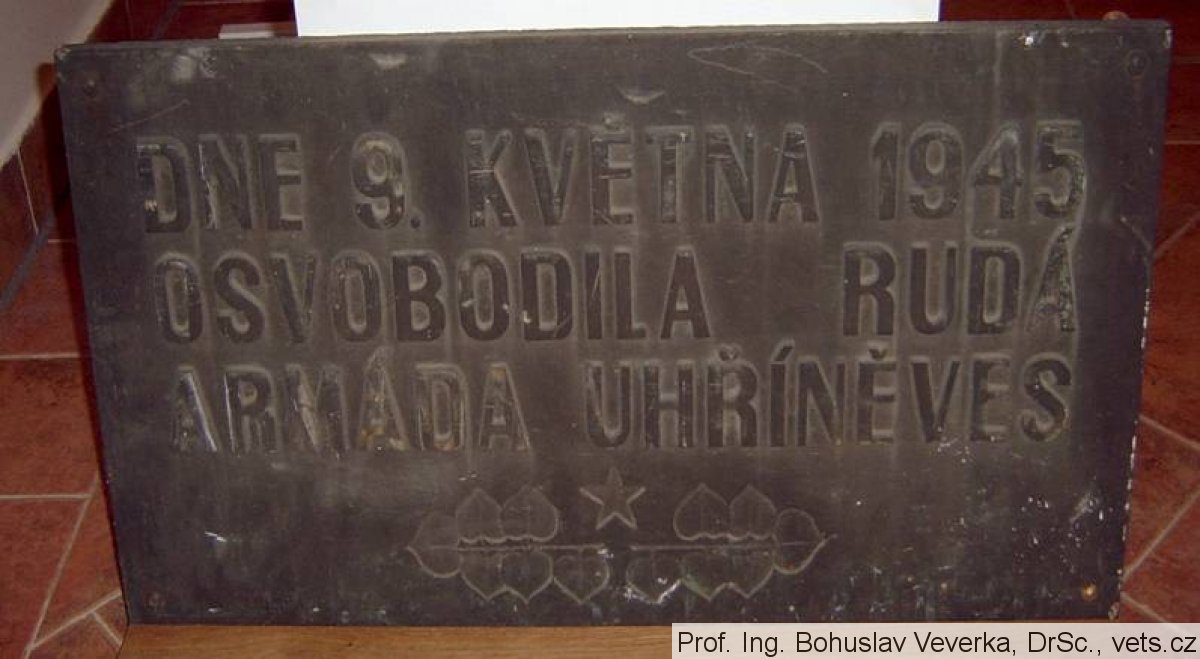 DNE 9. KVĚTNA 1945
OSVOBODILA RUDÁ
ARMÁDA UHŘÍNĚVES
Prof. Ing. Bohuslav Veverka, DrSc., vets.cz